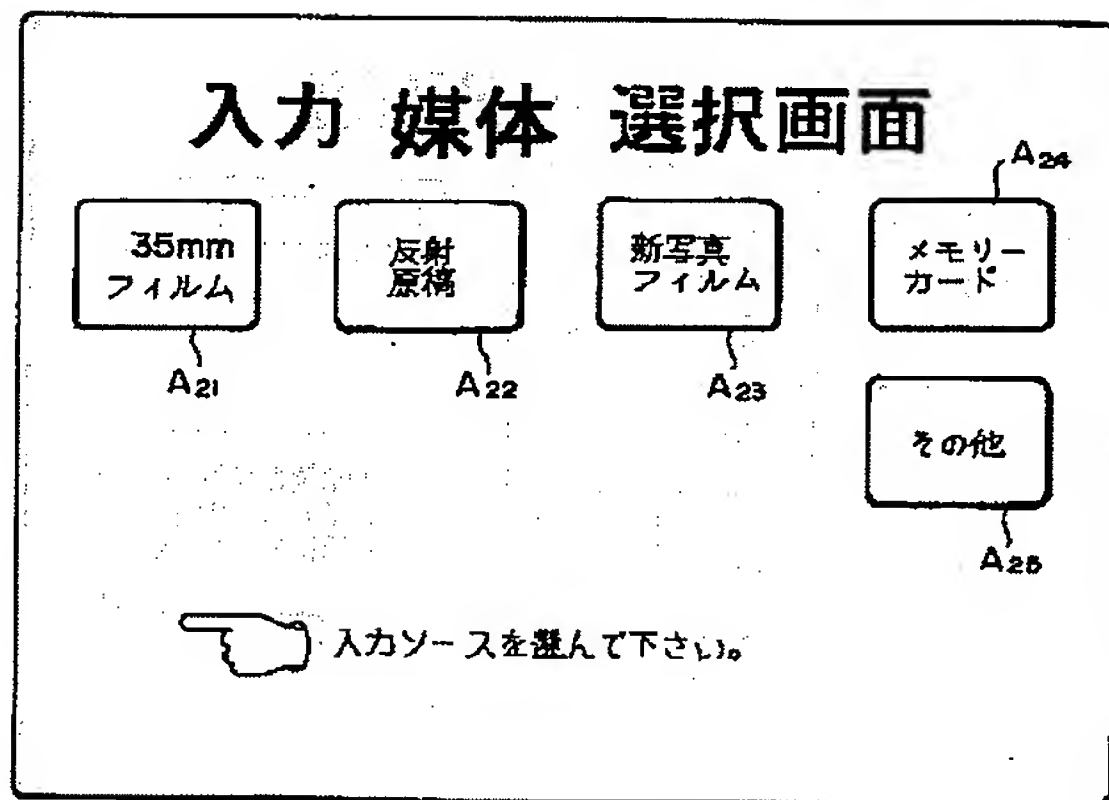 入力 媒体 選択画面
A24
35mm
フィルム
反射
原稿
新写真
フィルム
メモリー
カード
A21
A22
A23
その他
A25
入力ソースを選んで下さい。